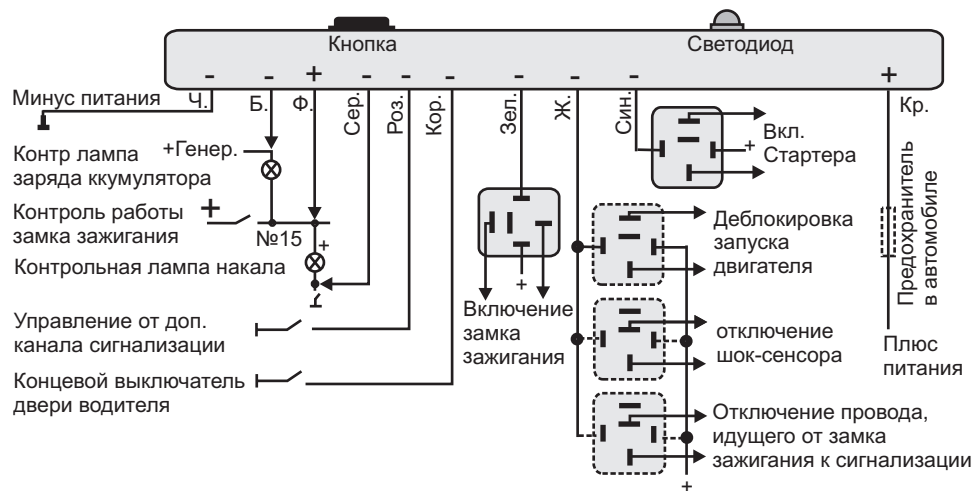 Кнопка
Светодиод
- - + - - - - - - +
Минус питания
Ч.
Б.
Ф.
Сер.
Роз.
Кор.
Зел.
Ж.
Син.
Кр.
+Генер.
Контр лампа
заряда ккумулятора
+
Контроль работы
замка зажигания
№15
+
Контрольная лампа накала
Управление от доп.
канала сигнализации
Концевой выключатель
двери водителя
+
Включение
замка
зажигания
+
Вкл.
Стартера
Деблокировка
запуска
двигателя
отключение
шок-сенсора
Отключение провода,
идущего от замка
зажигания к сигнализации
+
Предохранитель
в автомобиле
Плюс
питания